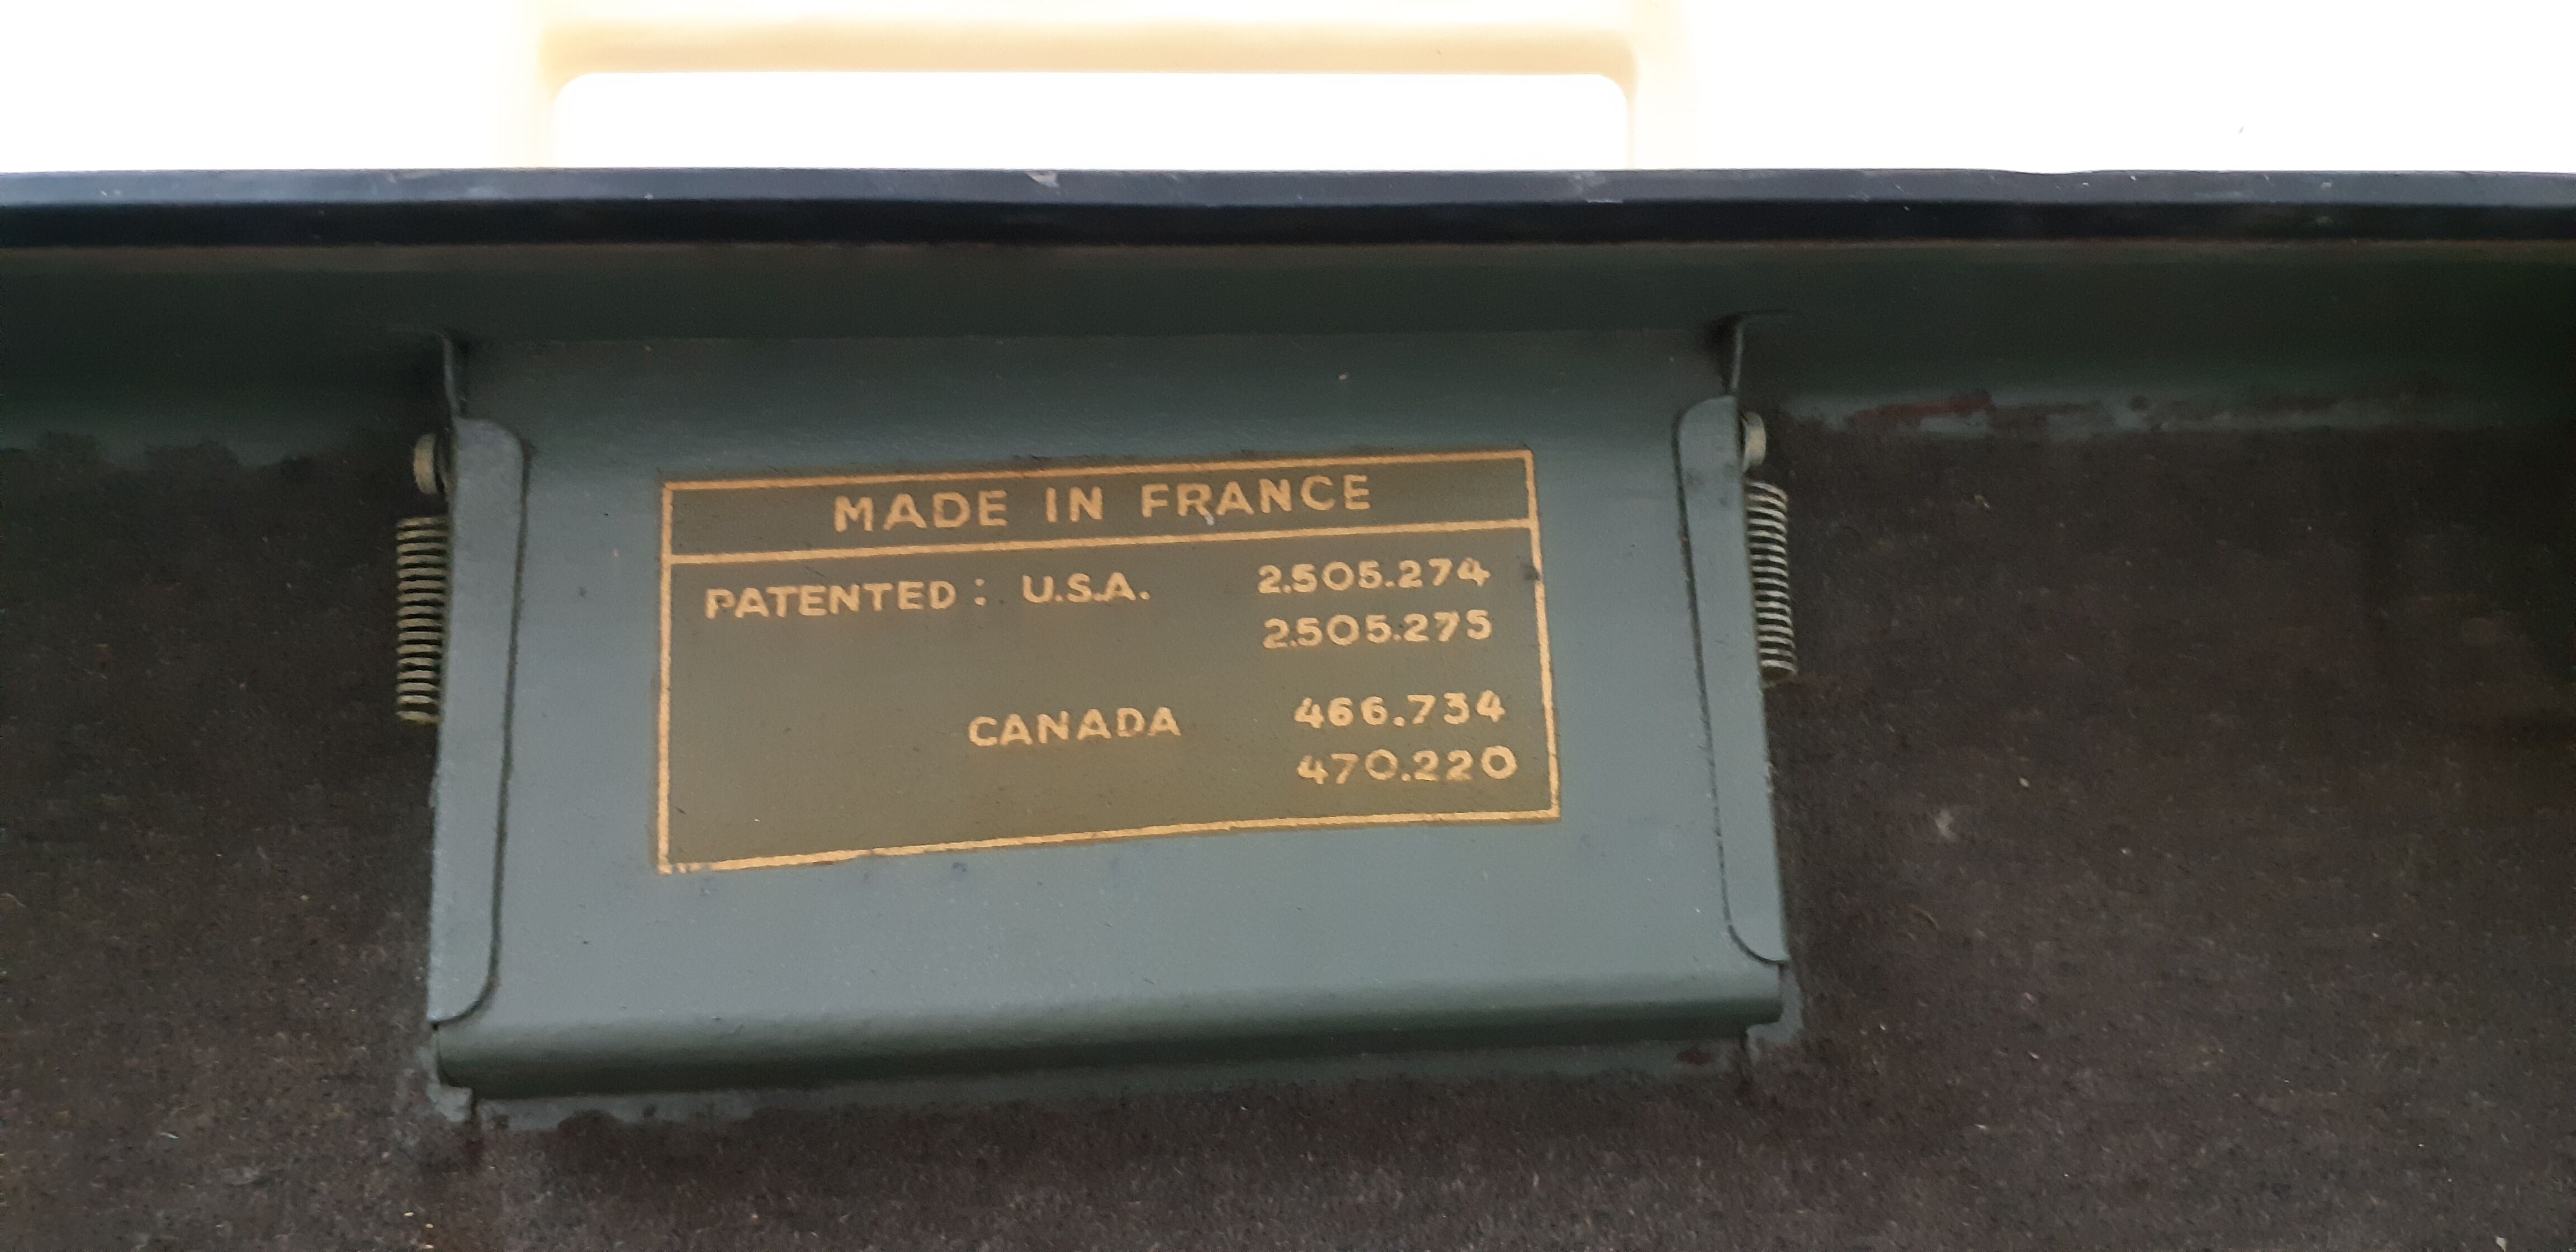 MADE IN FRANCE
PATENTED: U.S.A. 2.505.274
2.505.275
CANADA 466.734
470.220